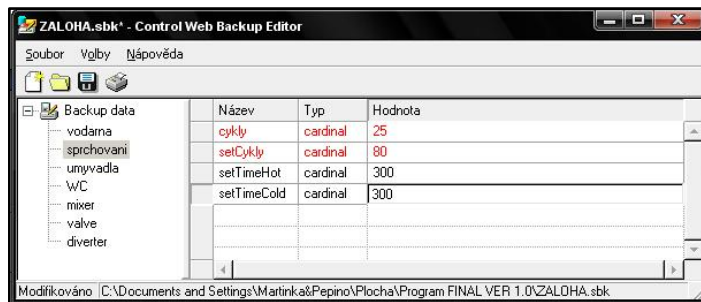 ZALOHA.sbk* - Control Web Backup Editor
Soubor Volby Nápověda
Backup data
vodarna
sprchovani
umyvadla
WC
mixer
valve
diverter
Název Typ Hodnota
cykly cardinal 25
setCykly cardinal 80
setTimeHot cardinal 300
setTimeCold cardinal 300
Modifikováno C:\Documents and Settings\Martinka&Pepino\Plocha\Program FINAL VER 1.0\ZALOHA.sbk